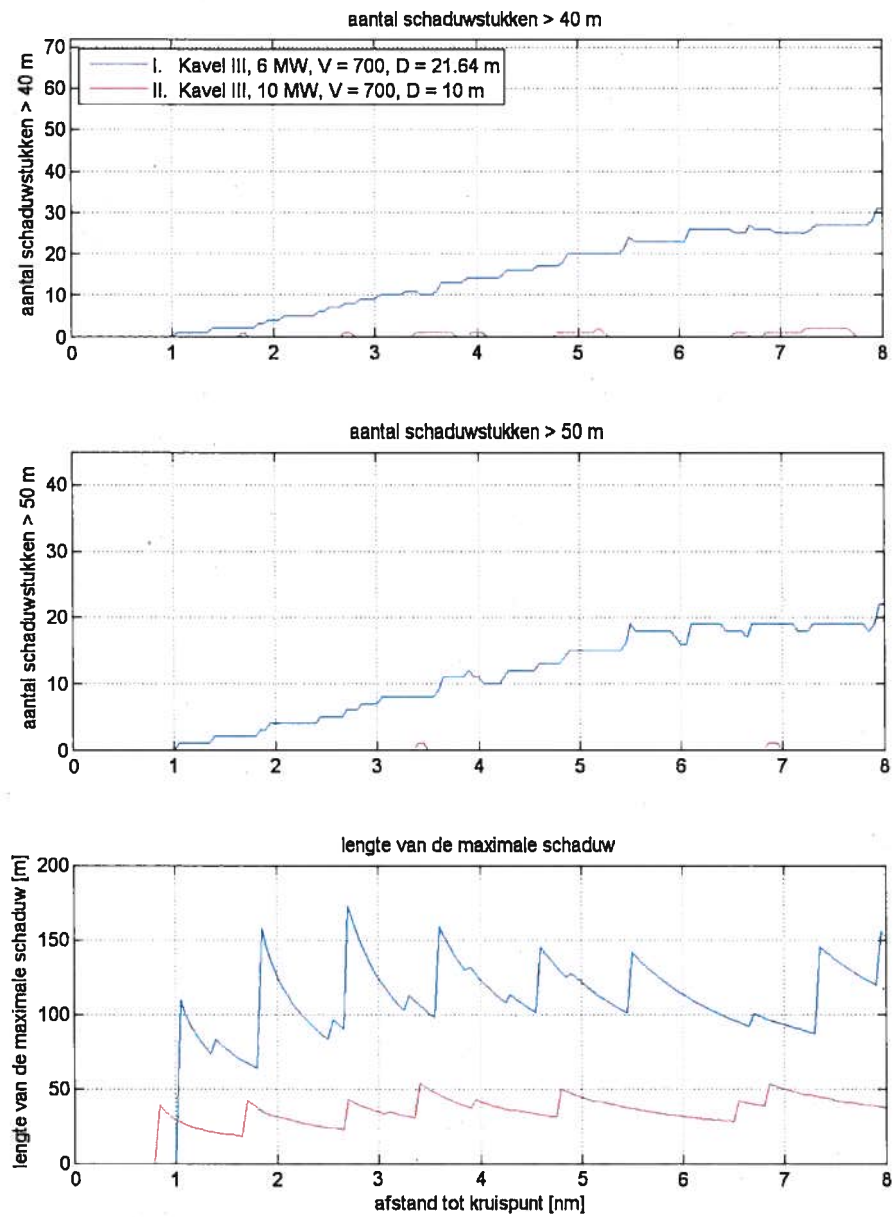 aantal schaduwstukken > 40 m
aantal schaduwstukken > 40 m
70
60
50
40
30
20
10
0
I. Kavel III, 6 MW, V = 700, D = 21.64 m
II. Kavel III, 10 MW, V = 700, D = 10 m
0 1 2 3 4 5 6 7 8
aantal schaduwstukken > 50 m
aantal schaduwstukken > 50 m
40
30
20
10
0
0 1 2 3 4 5 6 7 8
lengte van de maximale schaduw
lengte van de maximale schaduw [m]
200
150
100
50
0
0 1 2 3 4 5 6 7 8
afstand tot kruispunt [nm]